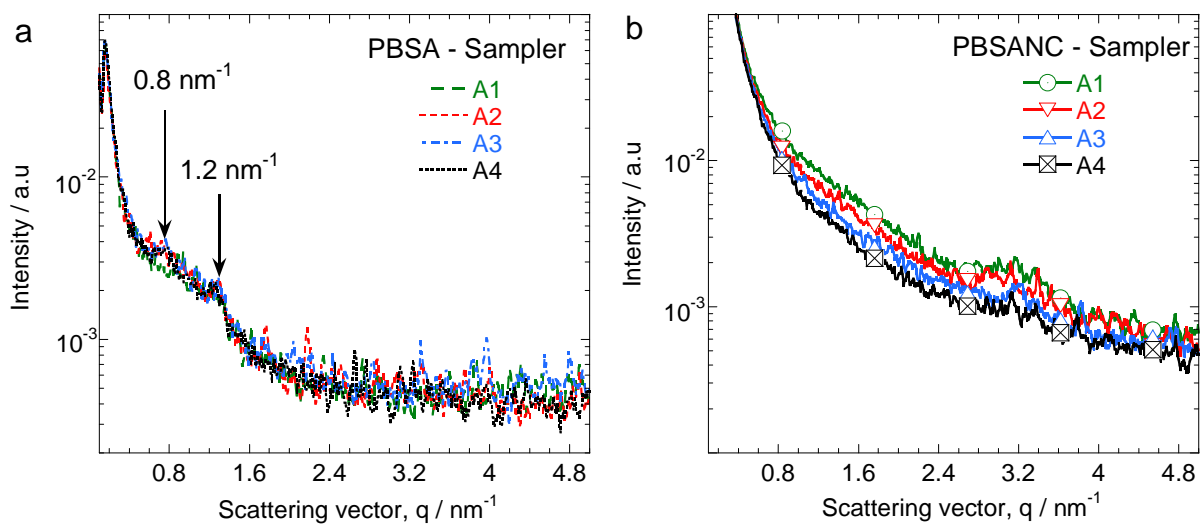 a
PBSA - Sampler
A1
A2
A3
A4
0.8 nm-1
1.2 nm-1
Intensity / a.u
10-2
10-3
0.8 1.6 2.4 3.2 4 4.8
Scattering vector, q / nm-1
b
PBSANC - Sampler
A1
A2
A3
A4
Intensity / a.u
10-2
10-3
0.8 1.6 2.4 3.2 4 4.8
Scattering vector, q / nm-1